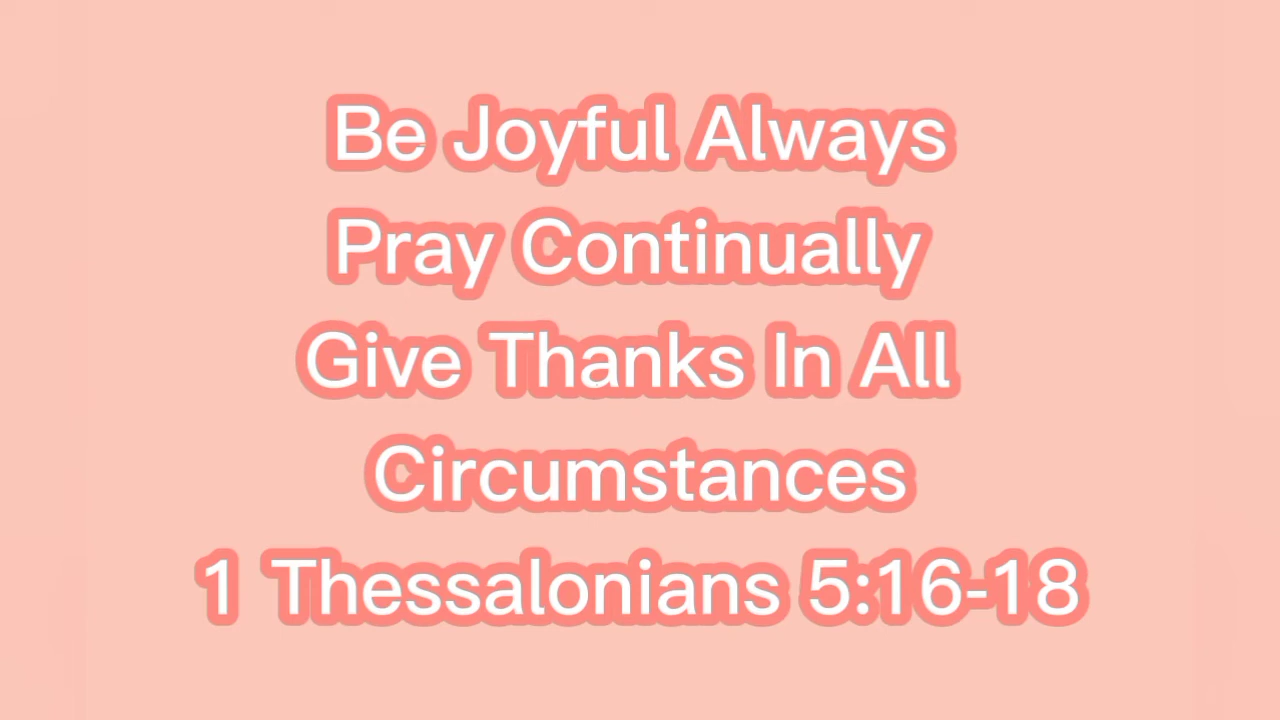 Be Joyful Always
Pray Continually
Give Thanks In All
Circumstances
1 Thessalonians 5:16-18